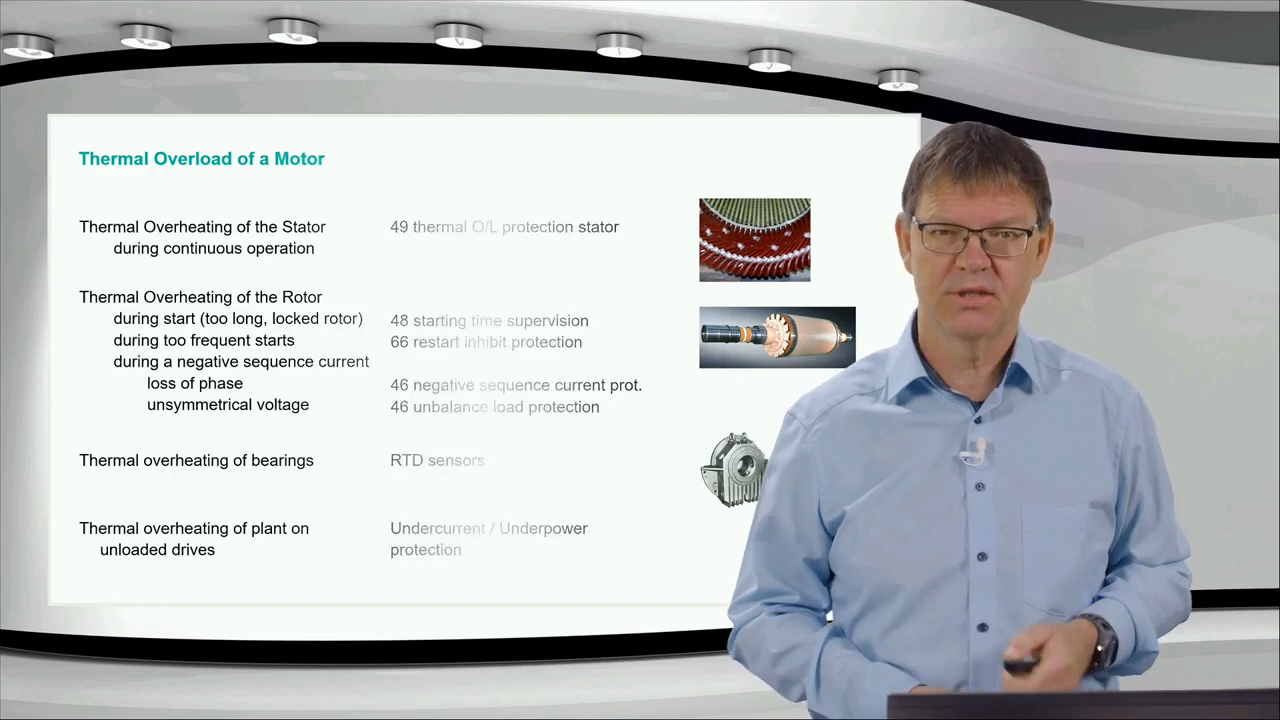 Thermal Overload of a Motor
Thermal Overheating of the Stator 49 thermal O/L protection stator
during continuous operation
Thermal Overheating of the Rotor
during start (too long, locked rotor) 48 starting time supervision
during too frequent starts 66 restart inhibit protection
during a negative sequence current
loss of phase 46 negative sequence current prot.
unsymmetrical voltage 46 unbalance load protection
Thermal overheating of bearings RTD sensors
Thermal overheating of plant on Undercurrent / Underpower
unloaded drives protection